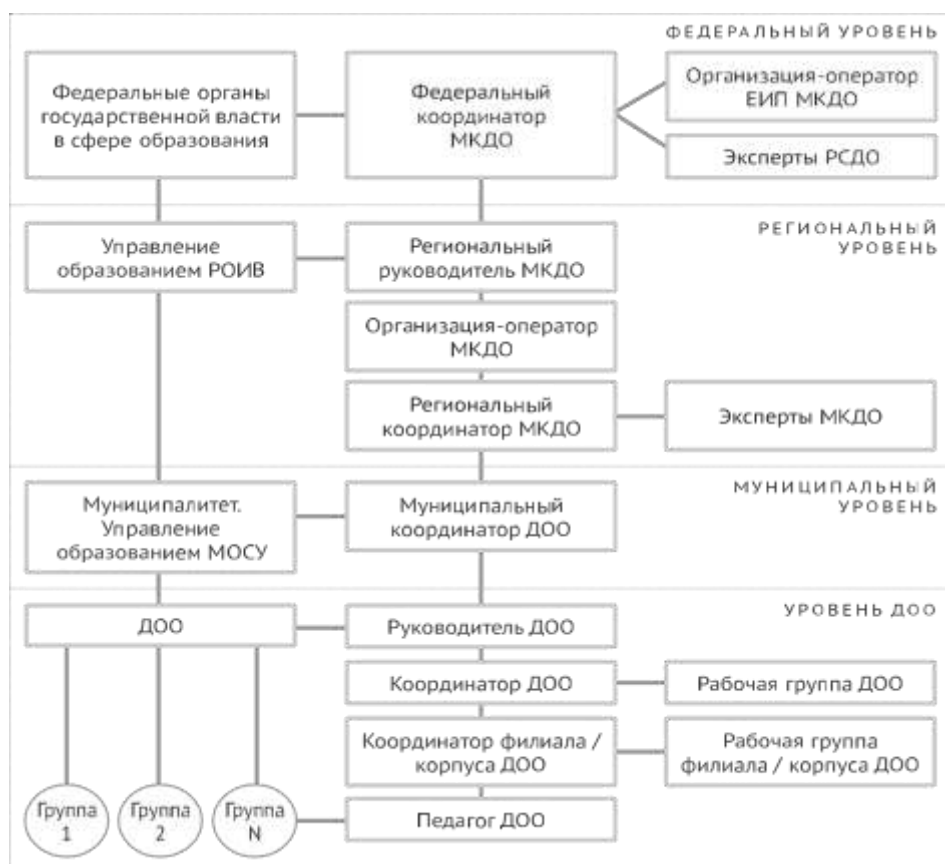 ФЕДЕРАЛЬНЫЙ УРОВЕНЬ
Федеральные органы
государственной власти
в сфере образования
Федеральный
координатор
МКДО
Организация-оператор
ЕИП МКДО
Эксперты РСДО
РЕГИОНАЛЬНЫЙ
УРОВЕНЬ
Управление
образованием РОИВ
Региональный
руководитель МКДО
Организация-оператор
МКДО
Региональный
координатор МКДО
Эксперты МКДО
МУНИЦИПАЛЬНЫЙ
УРОВЕНЬ
Муниципалитет.
Управление
образованием МОСУ
Муниципальный
координатор ДОО
УРОВЕНЬ ДОО
ДОО
Руководитель ДОО
Координатор ДОО
Рабочая группа ДОО
Координатор филиала /
корпуса ДОО
Рабочая группа
филиала / корпуса ДОО
Группа
1
Группа
2
Группа
N
Педагог ДОО